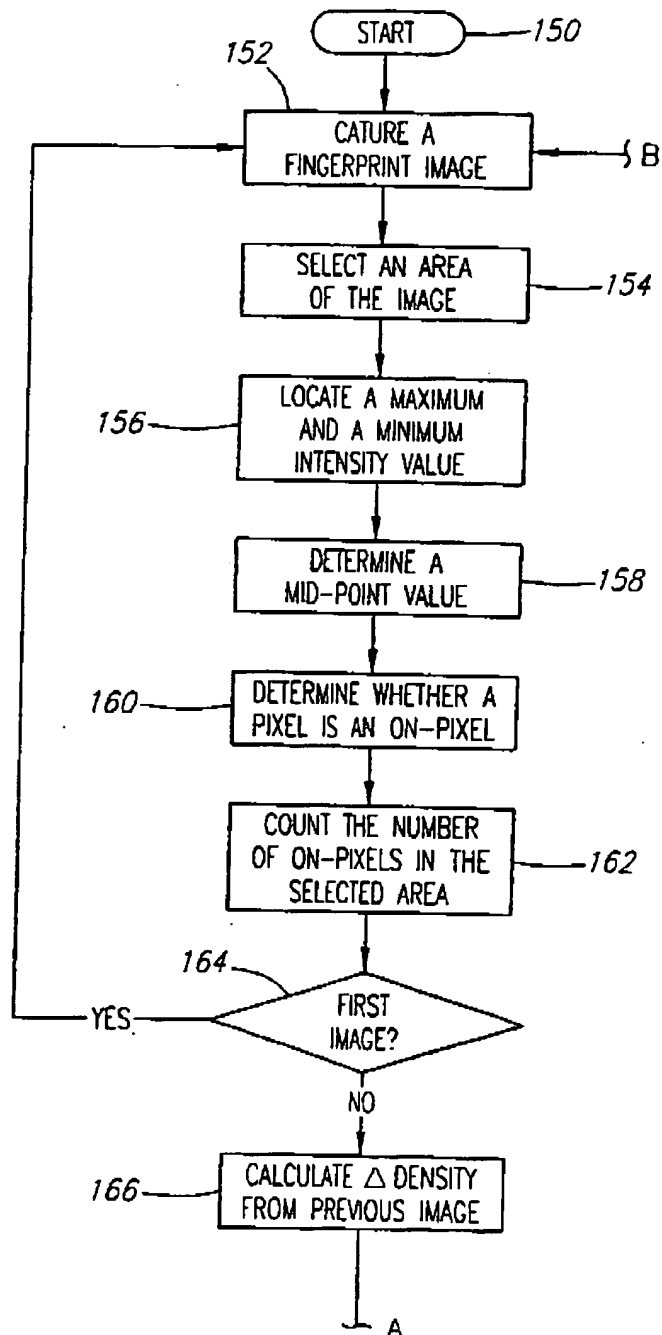 START
150
152
CATURE A
FINGERPRINT IMAGE
B
SELECT AN AREA
OF THE IMAGE
154
156
LOCATE A MAXIMUM
AND A MINIMUM
INTENSITY VALUE
DETERMINE A
MID-POINT VALUE
158
160
DETERMINE WHETHER A
PIXEL IS AN ON-PIXEL
COUNT THE NUMBER
OF ON-PIXELS IN THE
SELECTED AREA
162
164
FIRST
IMAGE?
YES
NO
166
CALCULATE △ DENSITY
FROM PREVIOUS IMAGE
A